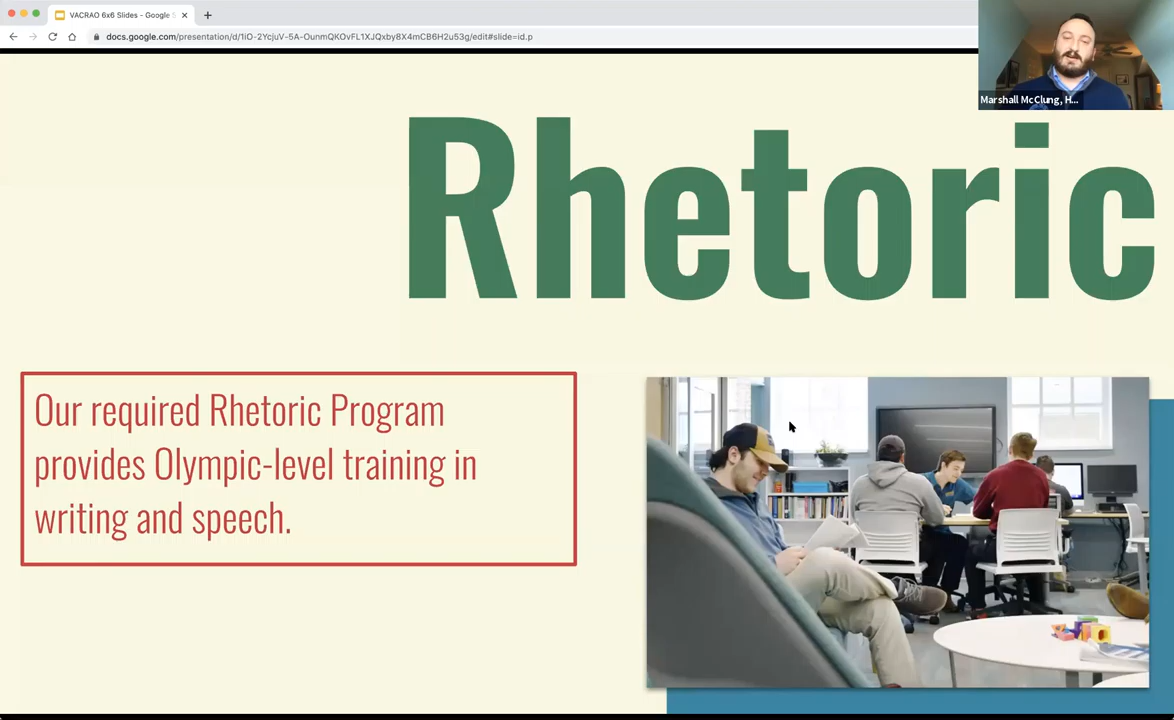 VACRAO 6x6 Slides - Google S
docs.google.com/presentation/d/1iO-2YcjuV-5A-OunmQKOvFL1XJQxby8X4mCB6H2u53g/edit#slide=id.p
Marshall McClung, H...
Rhetoric
Our required Rhetoric Program
provides Olympic-level training in
writing and speech.